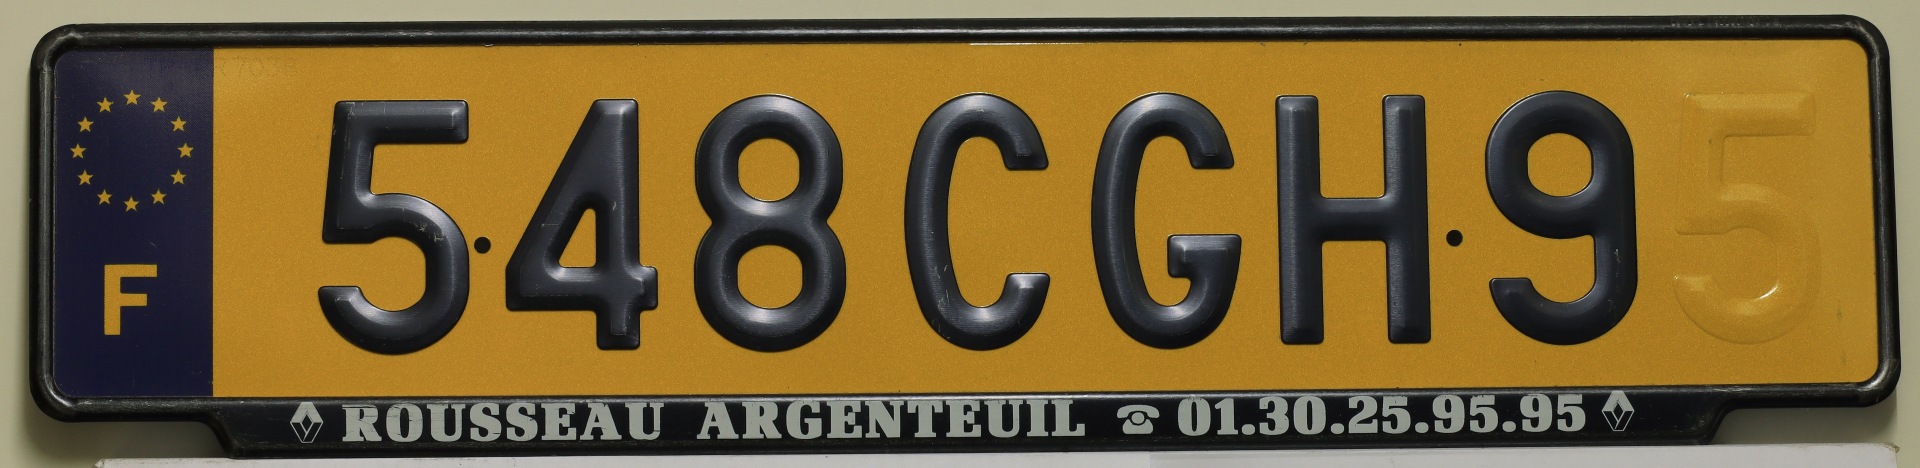 F
548 CGH 95
ROUSSEAU ARGENTEUIL ☎ 01.30.25.95.95